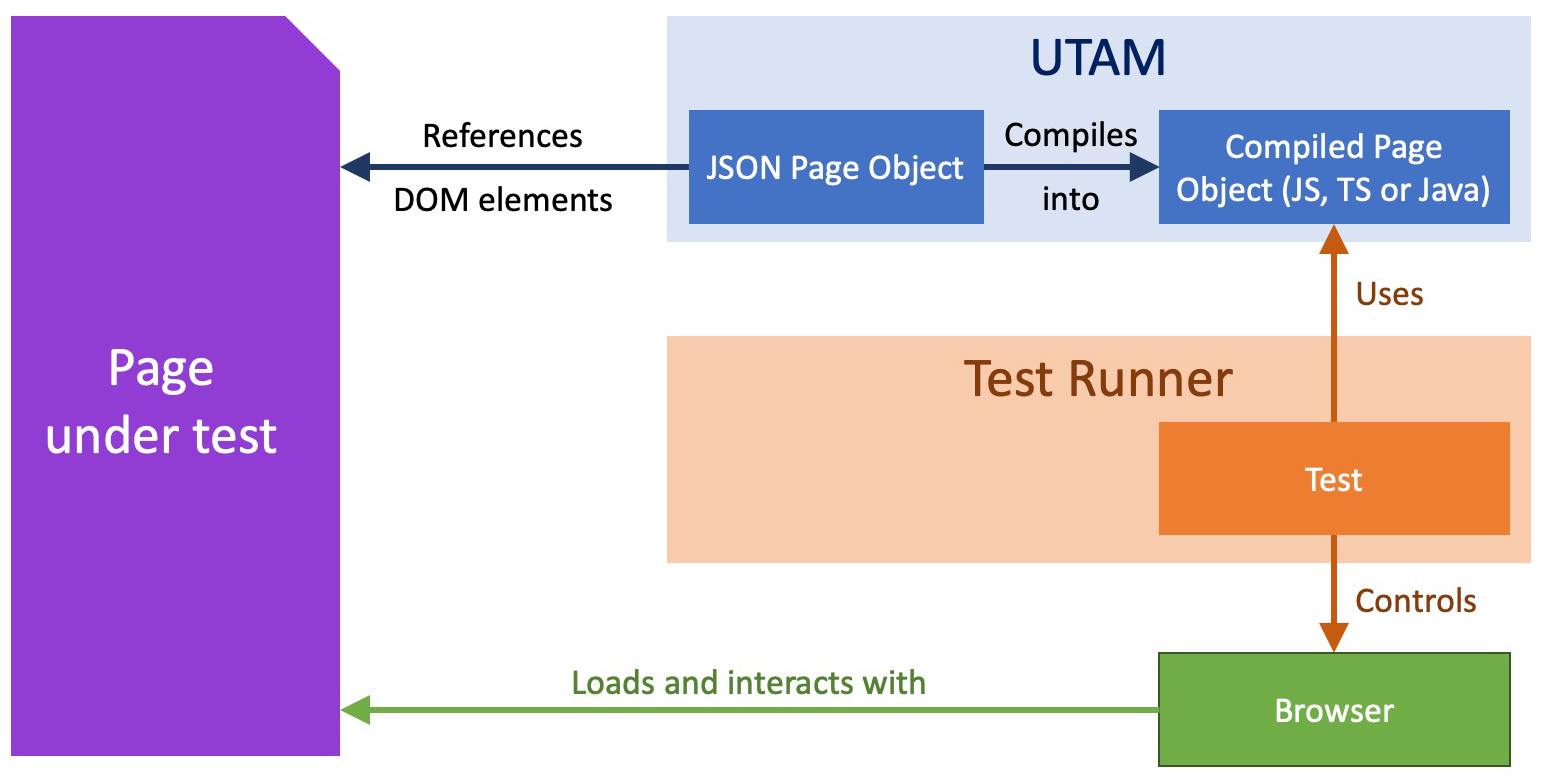 UTAM
References
DOM elements
JSON Page Object
Compiles
into
Compiled Page
Object (JS, TS or Java)
Uses
Page
under test
Test Runner
Test
Controls
Loads and interacts with
Browser